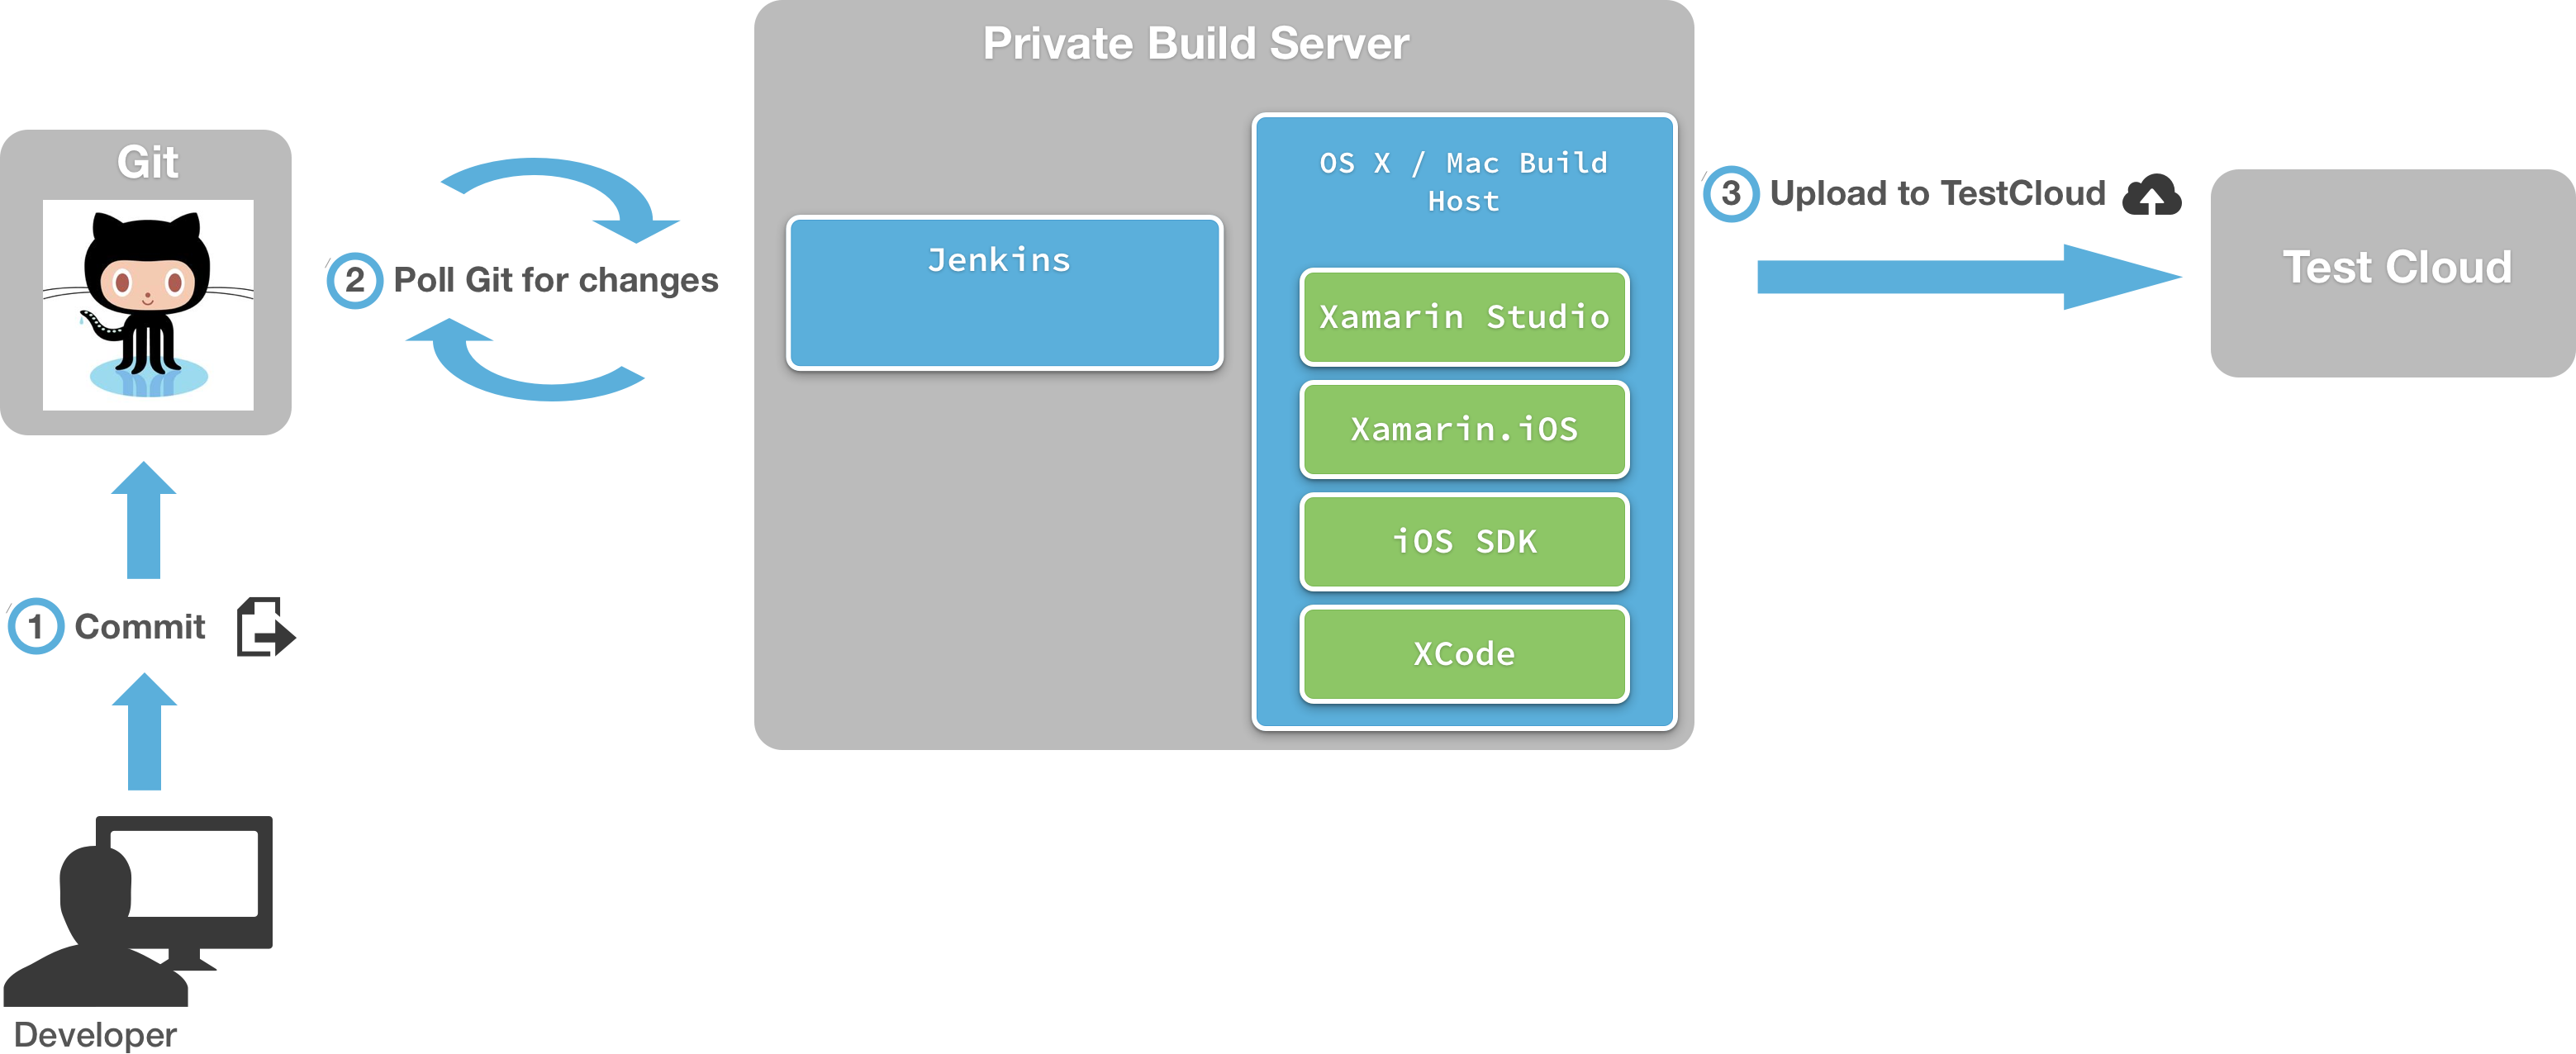 Private Build Server
Git
OS X / Mac Build
Host
Jenkins
Xamarin Studio
Xamarin.iOS
iOS SDK
XCode
2 Poll Git for changes
3 Upload to TestCloud
Test Cloud
1 Commit
Developer